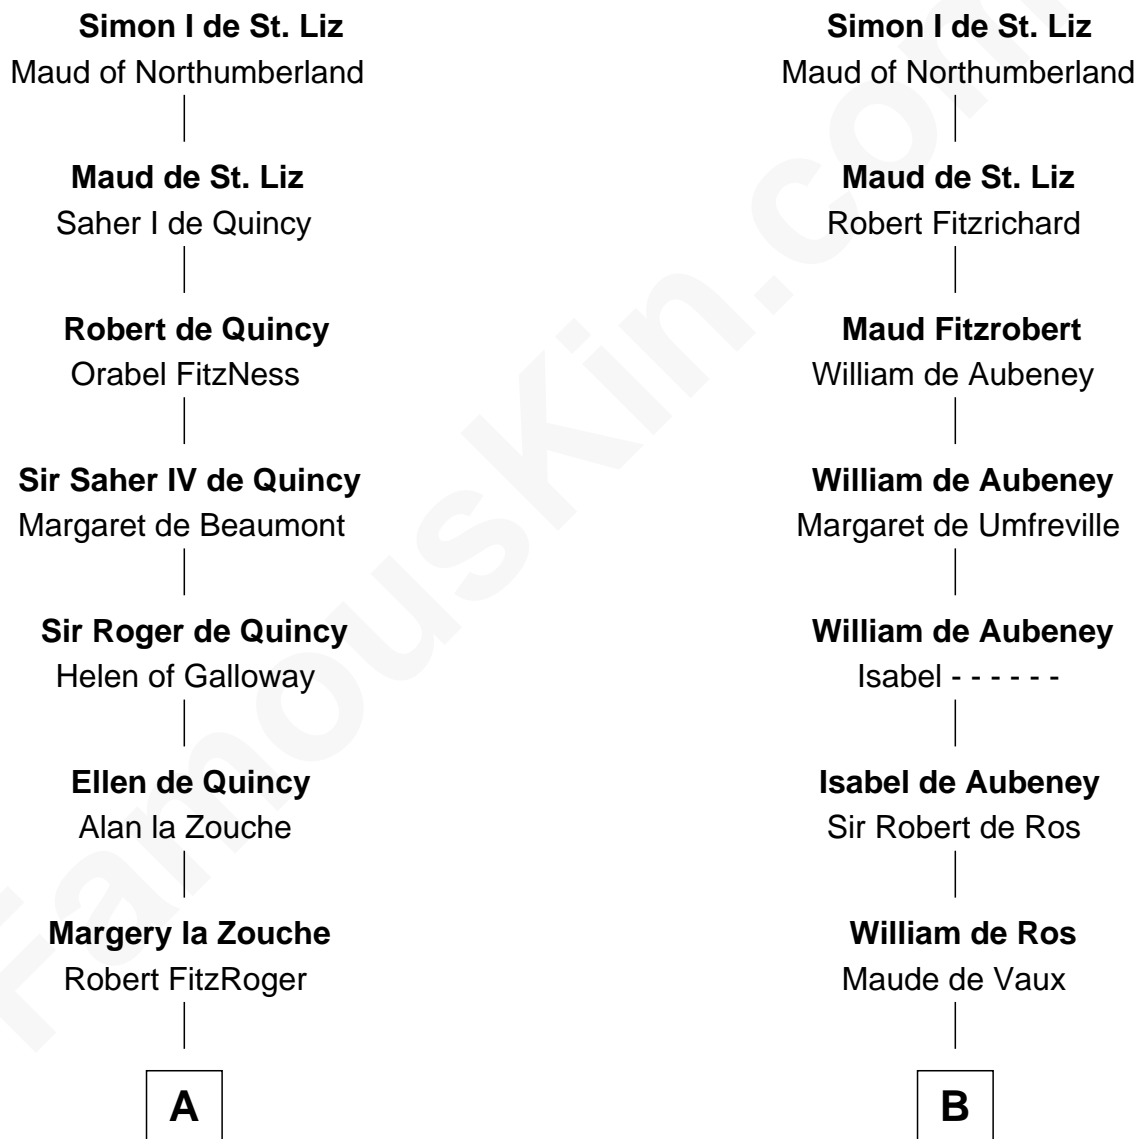 Simon I de St. Liz
Maud of Northumberland
Maud de St. Liz
Saher I de Quincy
Robert de Quincy
Orabel FitzNess
Sir Saher IV de Quincy
Margaret de Beaumont
Sir Roger de Quincy
Helen of Galloway
Ellen de Quincy
Alan la Zouche
Margery la Zouche
Robert FitzRoger
A
Simon I de St. Liz
Maud of Northumberland
Maud de St. Liz
Robert Fitzrichard
Maud Fitzrobert
William de Aubeney
William de Aubeney
Margaret de Umfreville
William de Aubeney
Isabel - - - - - -
Isabel de Aubeney
Sir Robert de Ros
William de Ros
Maude de Vaux
B
FamousKin.com